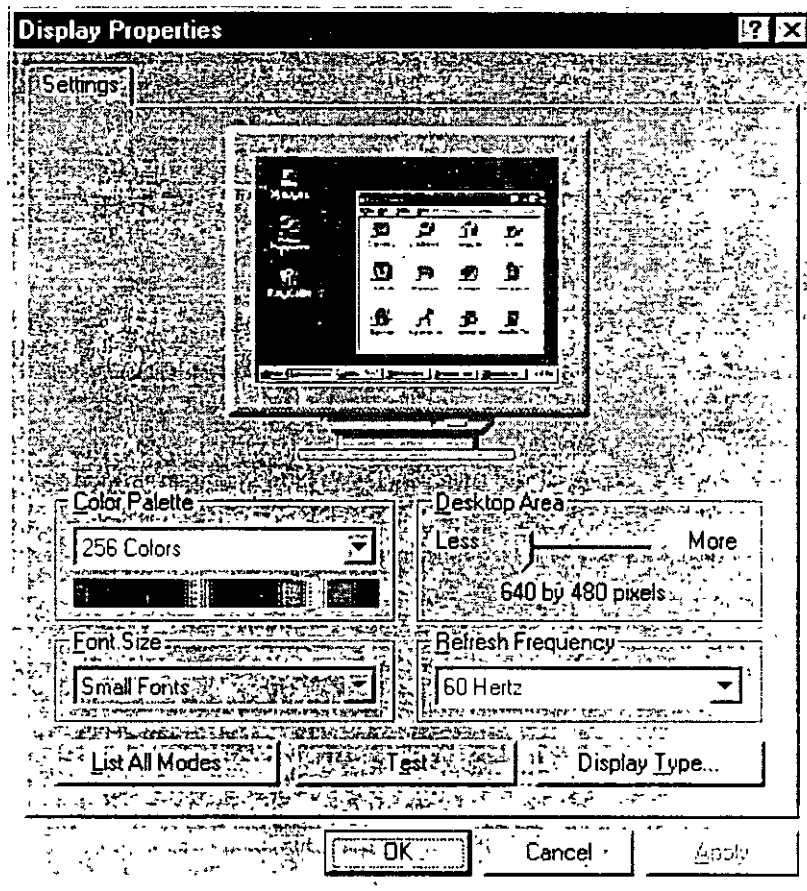 Display Properties
Settings
Color Palette
256 Colors
Desktop Area
Less More
640 by 480 pixels
Font Size
Small Fonts
Refresh Frequency
60 Hertz
List All Modes... Test Display Type...
OK Cancel Apply